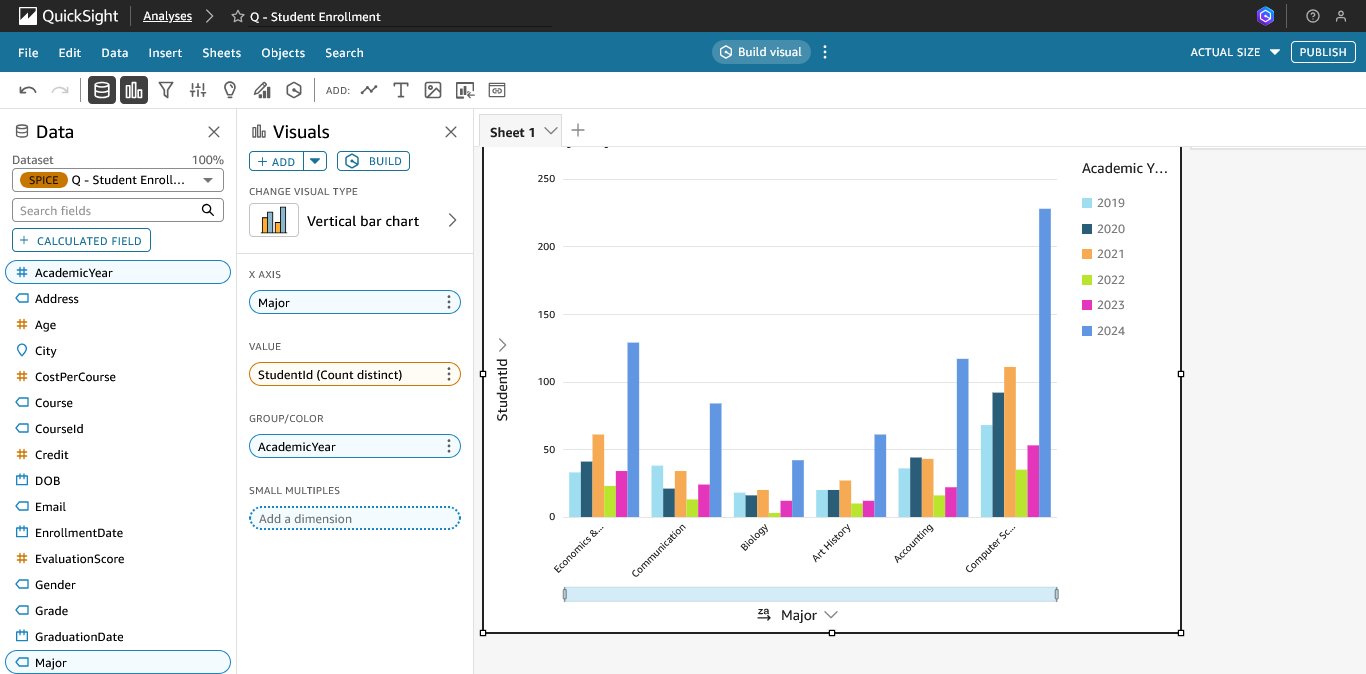 QuickSight
Analyses
Q - Student Enrollment
File
Edit
Data
Insert
Sheets
Objects
Search
Build visual
ACTUAL SIZE
PUBLISH
ADD:
Data
Dataset
100%
SPICE
Q - Student Enroll...
Search fields
+ CALCULATED FIELD
# AcademicYear
Address
# Age
City
# CostPerCourse
Course
CourseId
# Credit
DOB
Email
EnrollmentDate
# EvaluationScore
Gender
Grade
GraduationDate
Major
Visuals
+ ADD
BUILD
CHANGE VISUAL TYPE
Vertical bar chart
X AXIS
Major
VALUE
StudentId (Count distinct)
GROUP/COLOR
AcademicYear
SMALL MULTIPLES
Add a dimension
Sheet 1
+
StudentId
250
200
150
100
50
0
Economics &...
Communication
Biology
Art History
Accounting
Computer Sc...
za
Major
Academic Y...
2019
2020
2021
2022
2023
2024